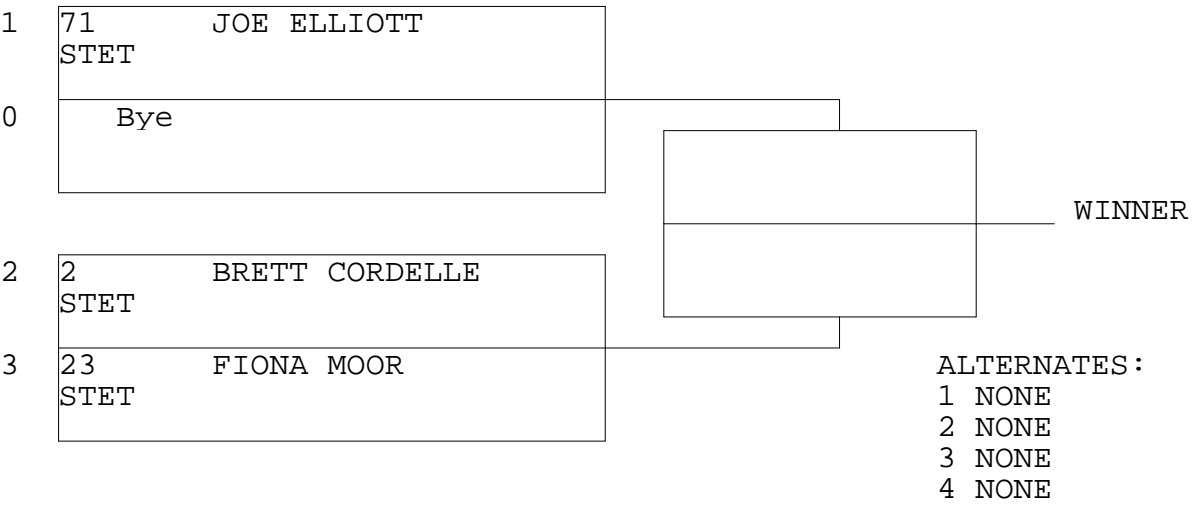 1 71 JOE ELLIOTT
STET
0 Bye
WINNER
2 2 BRETT CORDELLE
STET
3 23 FIONA MOOR
STET
ALTERNATES:
1 NONE
2 NONE
3 NONE
4 NONE